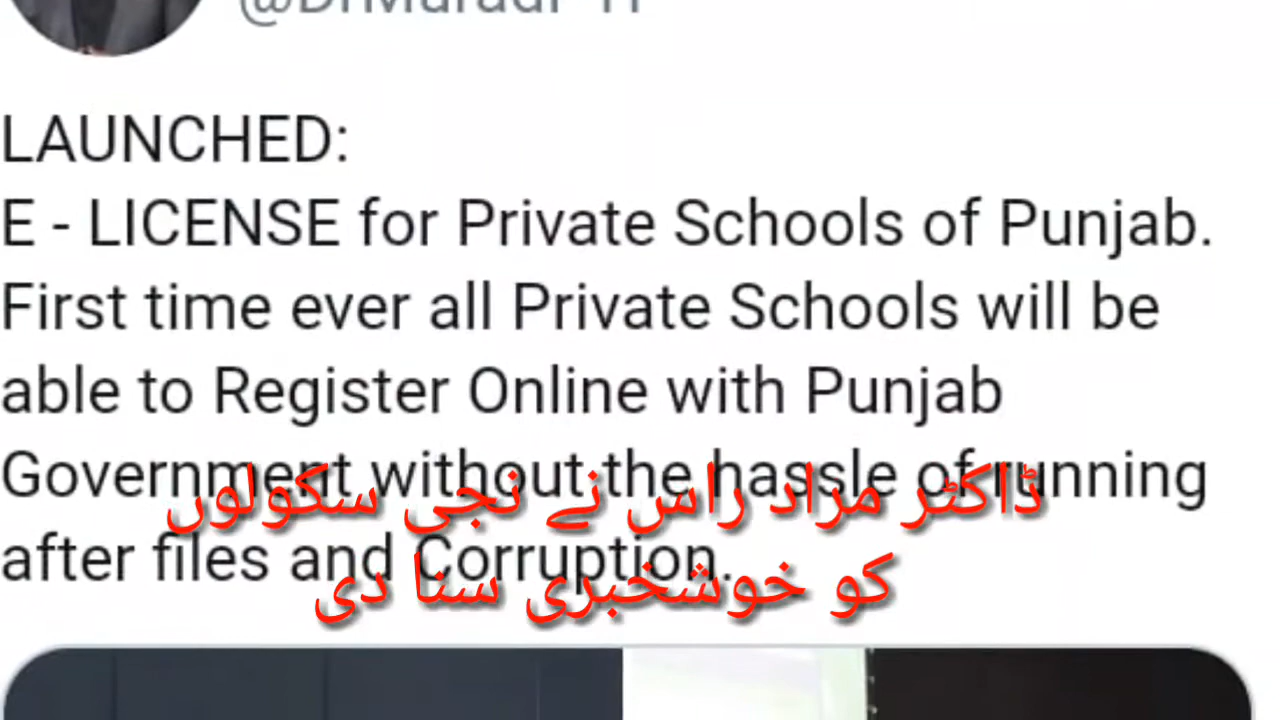 LAUNCHED:
E - LICENSE for Private Schools of Punjab.
First time ever all Private Schools will be
able to Register Online with Punjab
Government without the hassle of running
after files and Corruption.
ڈاکٹر مراد راس نے نجی سکولوں
کو خوشخبری سنا دی